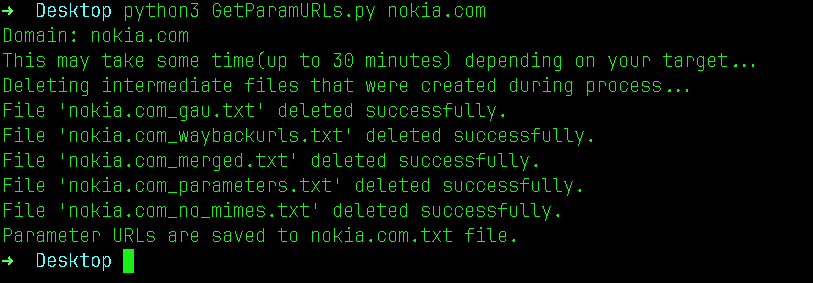 → Desktop python3 GetParamURLs.py nokia.com
Domain: nokia.com
This may take some time(up to 30 minutes) depending on your target...
Deleting intermediate files that were created during process...
File 'nokia.com_gau.txt' deleted successfully.
File 'nokia.com_waybackurls.txt' deleted successfully.
File 'nokia.com_merged.txt' deleted successfully.
File 'nokia.com_parameters.txt' deleted successfully.
File 'nokia.com_no_mimes.txt' deleted successfully.
Parameter URLs are saved to nokia.com.txt file.
→ Desktop